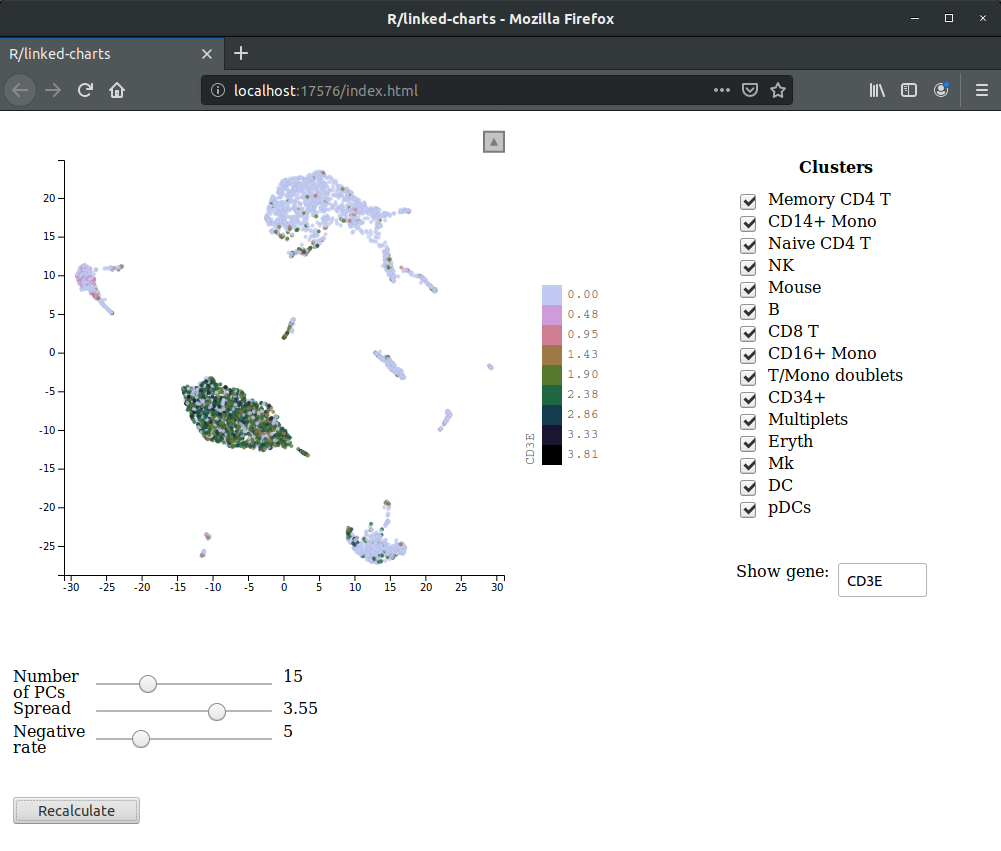 R/linked-charts - Mozilla Firefox
R/linked-charts
localhost:17576/index.html
Clusters
Memory CD4 T
CD14+ Mono
Naive CD4 T
NK
Mouse
B
CD8 T
CD16+ Mono
T/Mono doublets
CD34+
Multiplets
Eryth
Mk
DC
pDCs
Show gene: CD3E
20
15
10
5
0
-5
-10
-15
-20
-25
-30 -25 -20 -15 -10 -5 0 5 10 15 20 25 30
CD3E
0.00
0.48
0.95
1.43
1.90
2.38
2.86
3.33
3.81
Number of PCs 15
Spread 3.55
Negative rate 5
Recalculate